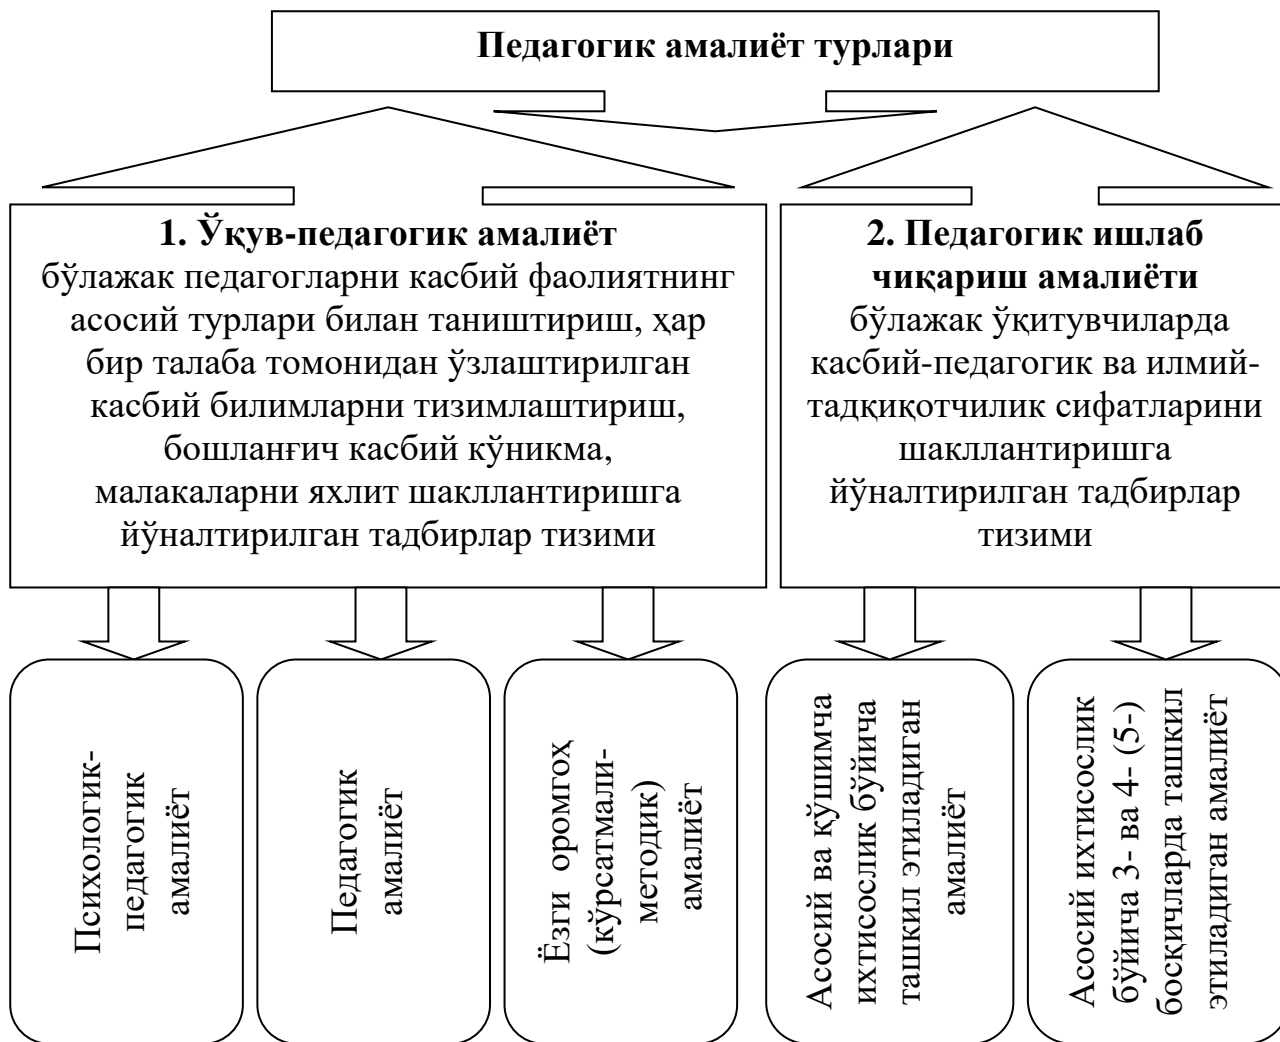 Педагогик амалиёт турлари
1. Ўқув-педагогик амалиёт
бўлажак педагогларни касбий фаолиятнинг
асосий турлари билан таништириш, ҳар
бир талаба томонидан ўзлаштирилган
касбий билимларни тизимлаштириш,
бошланғич касбий кўникма,
малакаларни яхлит шакллантиришга
йўналтирилган тадбирлар тизими
2. Педагогик ишлаб
чиқариш амалиёти
бўлажак ўқитувчиларда
касбий-педагогик ва илмий-
тадқиқотчилик сифатларини
шакллантиришга
йўналтирилган тадбирлар
тизими
Психологик-
педагогик
амалиёт
Педагогик
амалиёт
Ёзги оромгоҳ
(кўрсатмали-
методик)
амалиёт
Асосий ва қўшимча
ихтисослик бўйича
ташкил этиладиган
амалиёт
Асосий ихтисослик
бўйича 3- ва 4- (5-)
босқичларда ташкил
этиладиган амалиёт